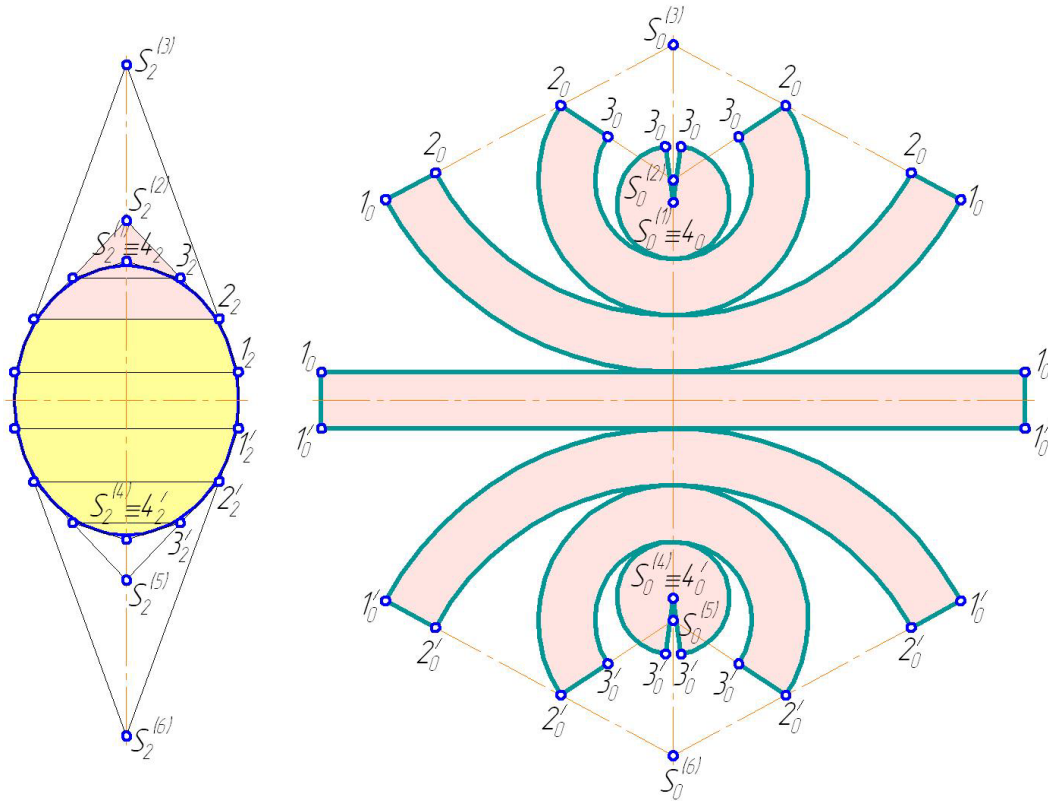 S₂⁽³⁾
S₂⁽²⁾
S₂⁽¹⁾≡4₂
3₂
2₂
1₂
1′₂
2′₂
S₂⁽⁴⁾≡4′₂
3′₂
S₂⁽⁵⁾
S₂⁽⁶⁾
S₀⁽³⁾
2₀ 2₀
3₀ 3₀ 3₀ 3₀
2₀ 2₀
S₀⁽²⁾
1₀ 1₀
S₀⁽¹⁾≡4₀
1₀ 1₀
1′₀ 1′₀
S₀⁽⁴⁾≡4′₀
1′₀ 1′₀
S₀⁽⁵⁾
2′₀ 2′₀
3′₀ 3′₀ 3′₀ 3′₀
2′₀ 2′₀
S₀⁽⁶⁾